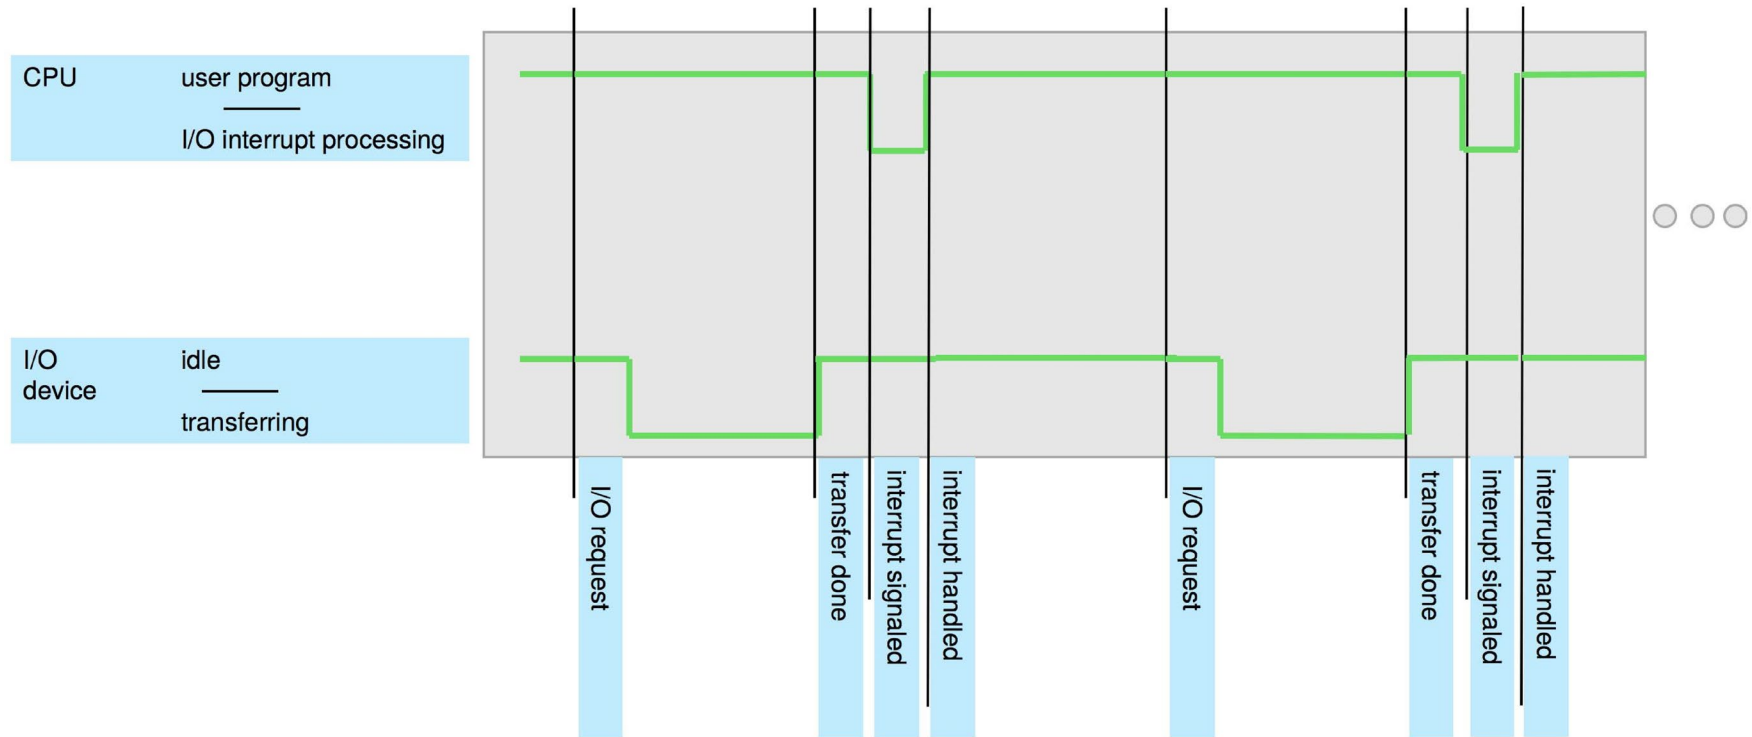 CPU
user program
I/O interrupt processing
I/O
device
idle
transferring
I/O request
transfer done
interrupt signaled
interrupt handled
I/O request
transfer done
interrupt signaled
interrupt handled